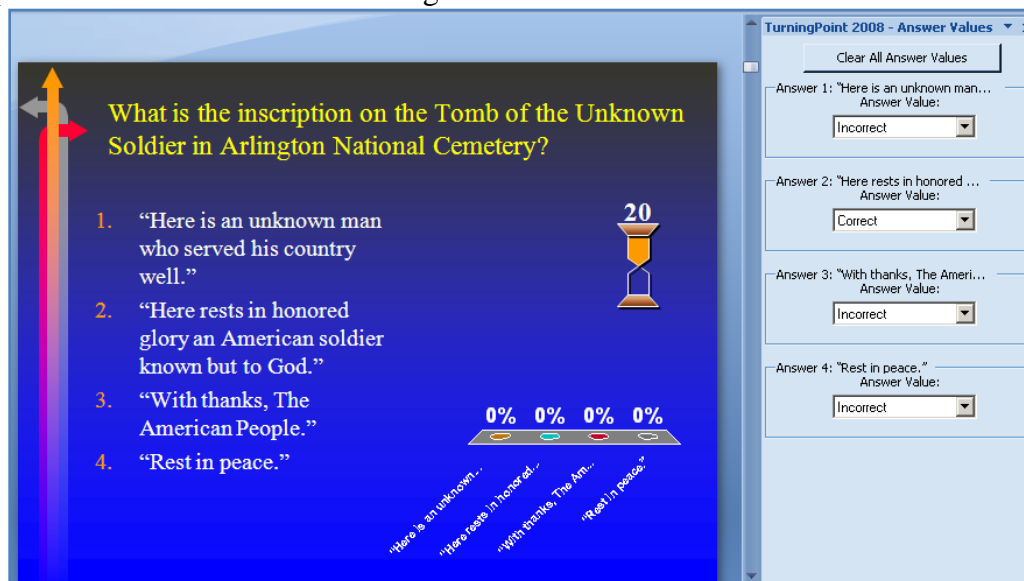 TurningPoint 2008 - Answer Values
Clear All Answer Values
What is the inscription on the Tomb of the Unknown
Soldier in Arlington National Cemetery?
1. “Here is an unknown man
who served his country
well.”
2. “Here rests in honored
glory an American soldier
known but to God.”
3. “With thanks, The
American People.”
4. “Rest in peace.”
20
0% 0% 0% 0%
“Here is an unknown...
“Here rests in honored...
“With thanks, The Am...
“Rest in peace.”
Answer 1: "Here is an unknown man...
Answer Value:
Incorrect
Answer 2: "Here rests in honored ...
Answer Value:
Correct
Answer 3: "With thanks, The Ameri...
Answer Value:
Incorrect
Answer 4: "Rest in peace."
Answer Value:
Incorrect